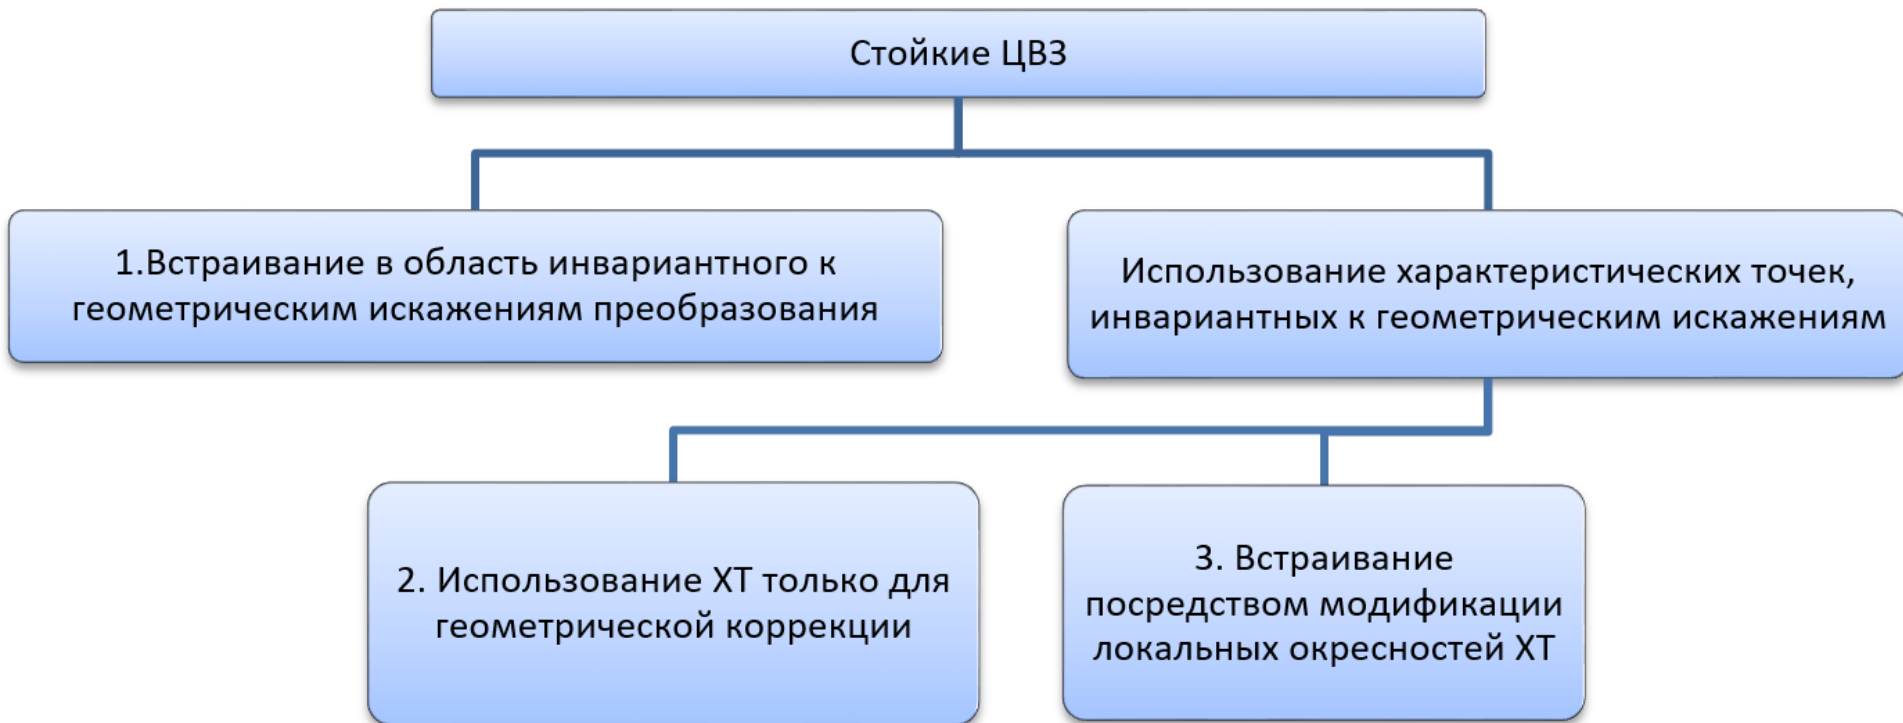 Стойкие ЦВЗ
1.Встраивание в область инвариантного к
геометрическим искажениям преобразования
Использование характеристических точек,
инвариантных к геометрическим искажениям
2. Использование ХТ только для
геометрической коррекции
3. Встраивание
посредством модификации
локальных окресностей ХТ